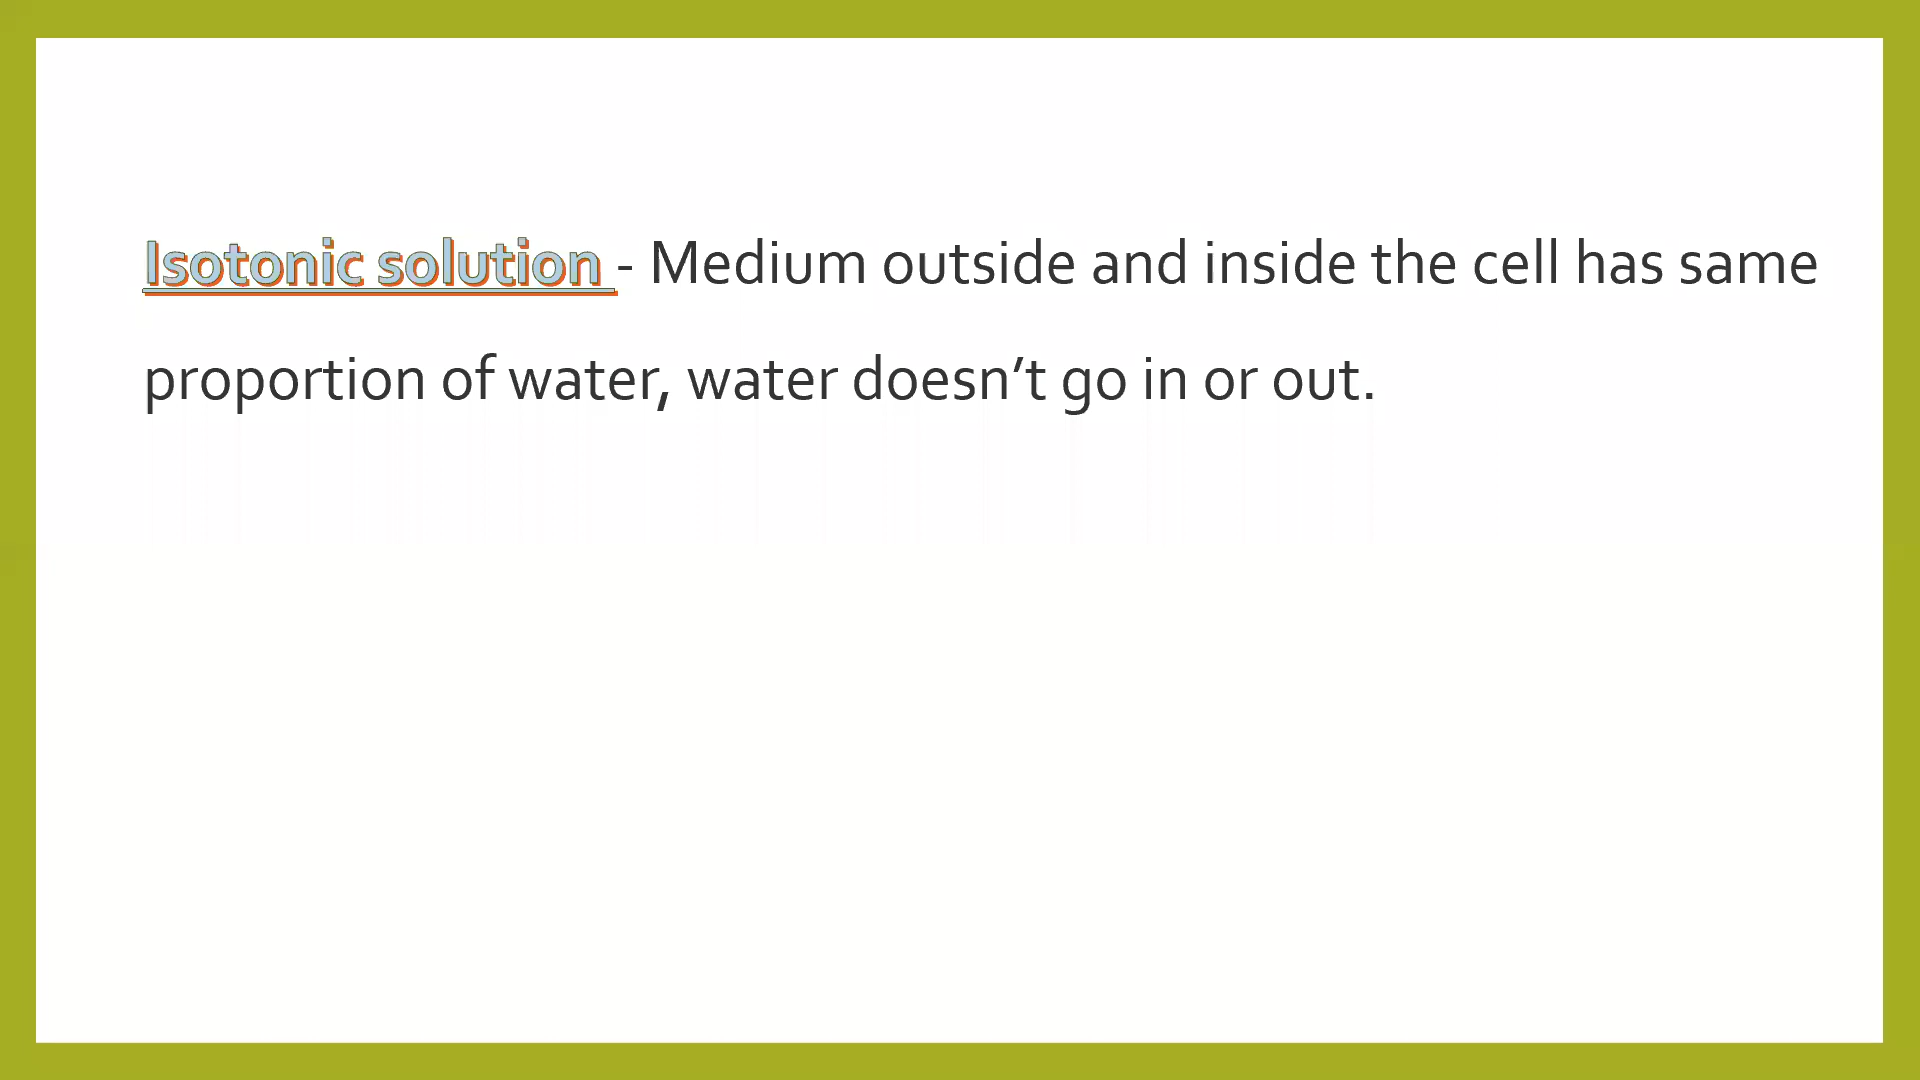 Isotonic solution - Medium outside and inside the cell has same
proportion of water, water doesn’t go in or out.